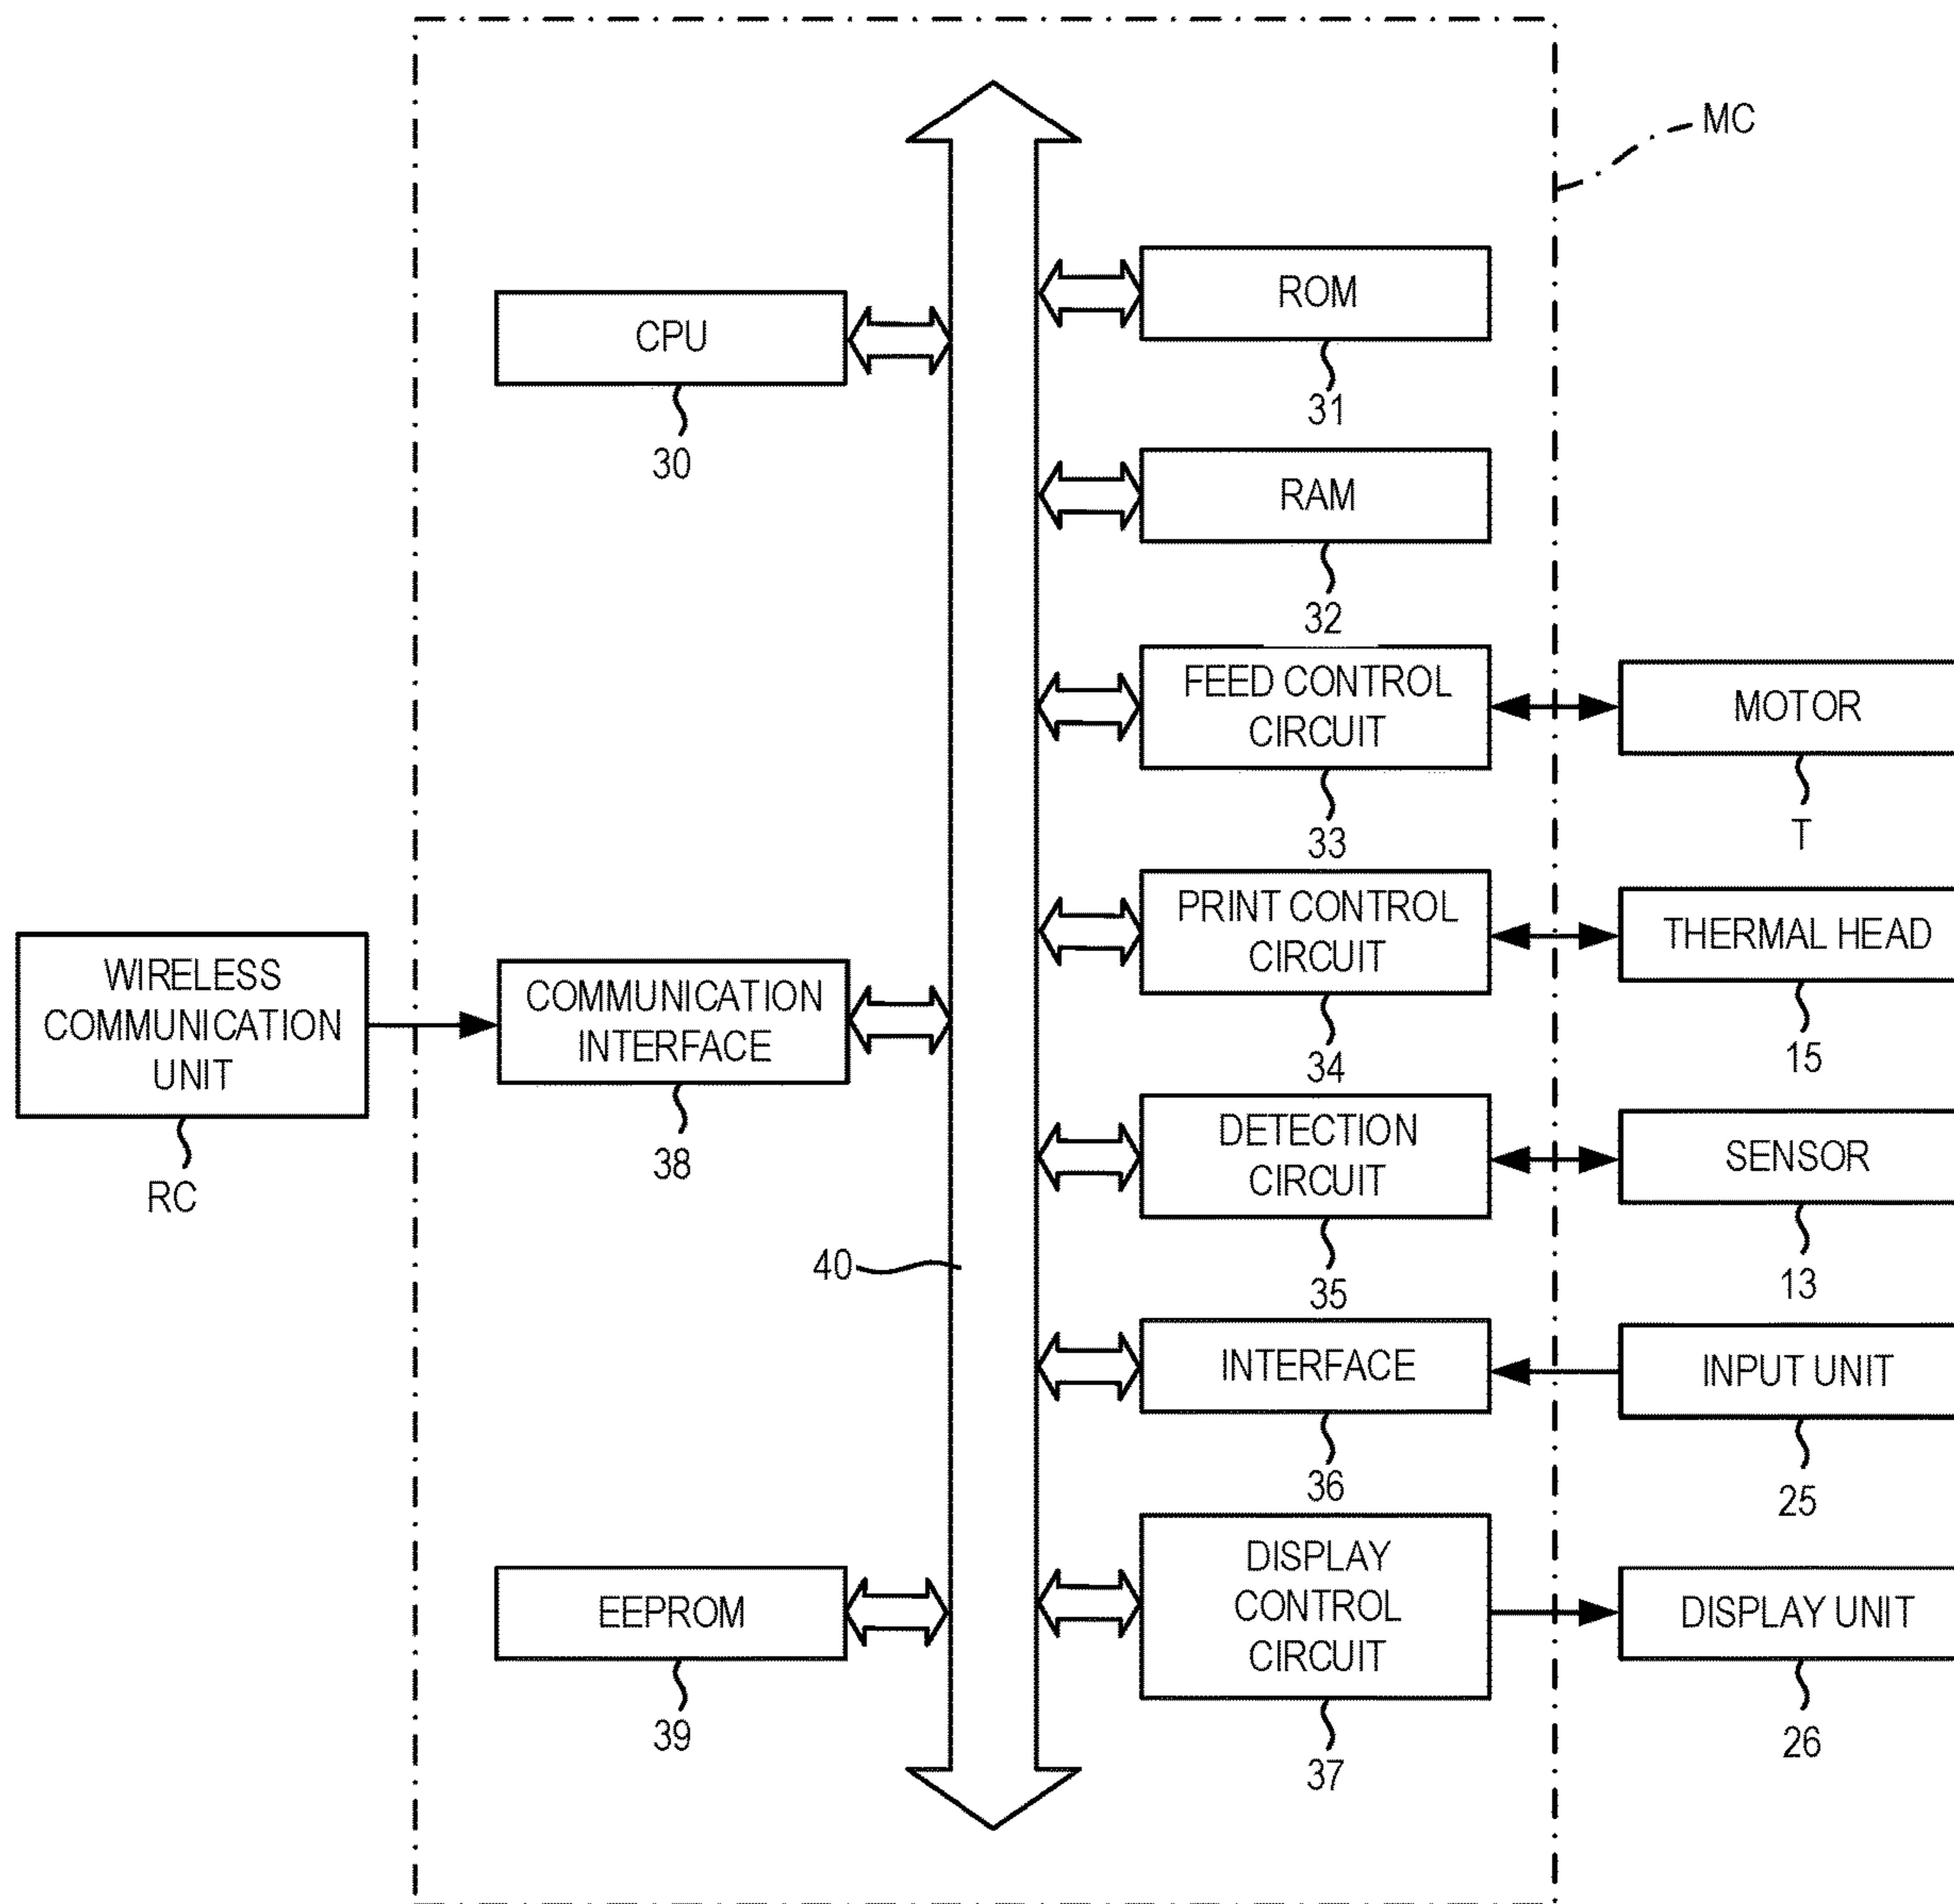 MC
ROM
31
CPU
30
RAM
32
FEED CONTROL
CIRCUIT
33
MOTOR
T
PRINT CONTROL
CIRCUIT
34
THERMAL HEAD
15
WIRELESS
COMMUNICATION
UNIT
RC
COMMUNICATION
INTERFACE
38
DETECTION
CIRCUIT
35
SENSOR
13
40
INTERFACE
36
INPUT UNIT
25
EEPROM
39
DISPLAY
CONTROL
CIRCUIT
37
DISPLAY UNIT
26